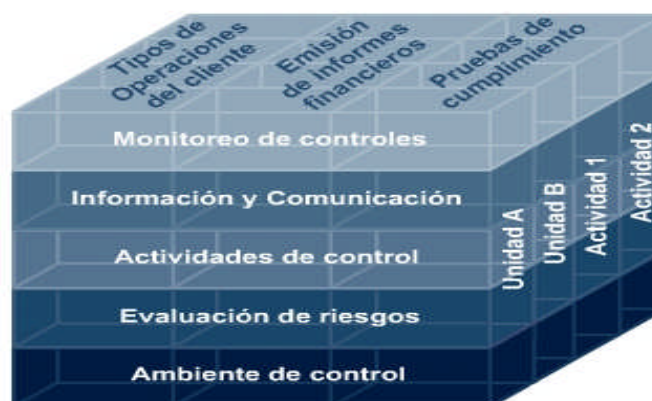 Tipos de
Operaciones
del cliente
Emisión
de informes
financieros
Pruebas de
cumplimiento
Monitoreo de controles
Información y Comunicación
Actividades de control
Evaluación de riesgos
Ambiente de control
Unidad A
Unidad B
Actividad 1
Actividad 2